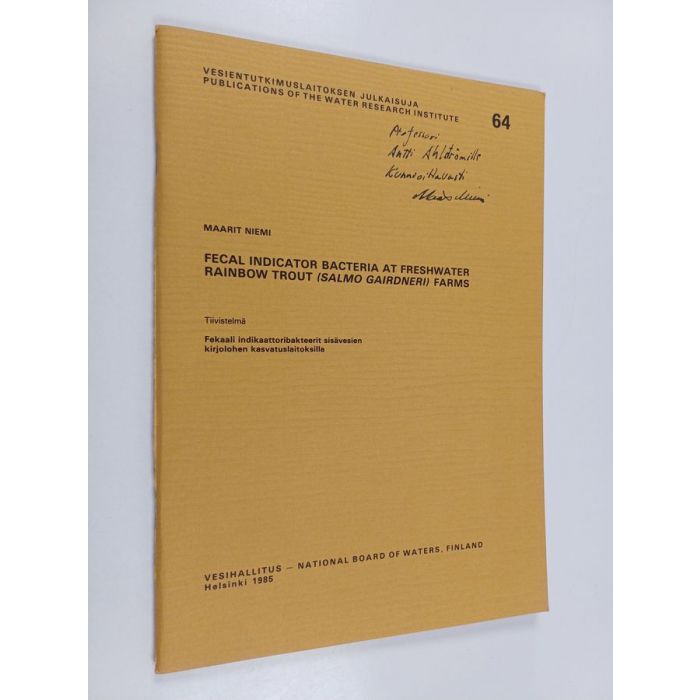 VESIENTUTKIMUSLAITOKSEN JULKAISUJA
PUBLICATIONS OF THE WATER RESEARCH INSTITUTE
64
Professori
Antti Ahlströmille
Kunnioittavasti
MAARIT NIEMI
FECAL INDICATOR BACTERIA AT FRESHWATER
RAINBOW TROUT (SALMO GAIRDNERI) FARMS
Tiivistelmä
Fekaali indikaattoribakteerit sisävesien
kirjolohen kasvatuslaitoksilla
VESIHALLITUS — NATIONAL BOARD OF WATERS, FINLAND
Helsinki 1985